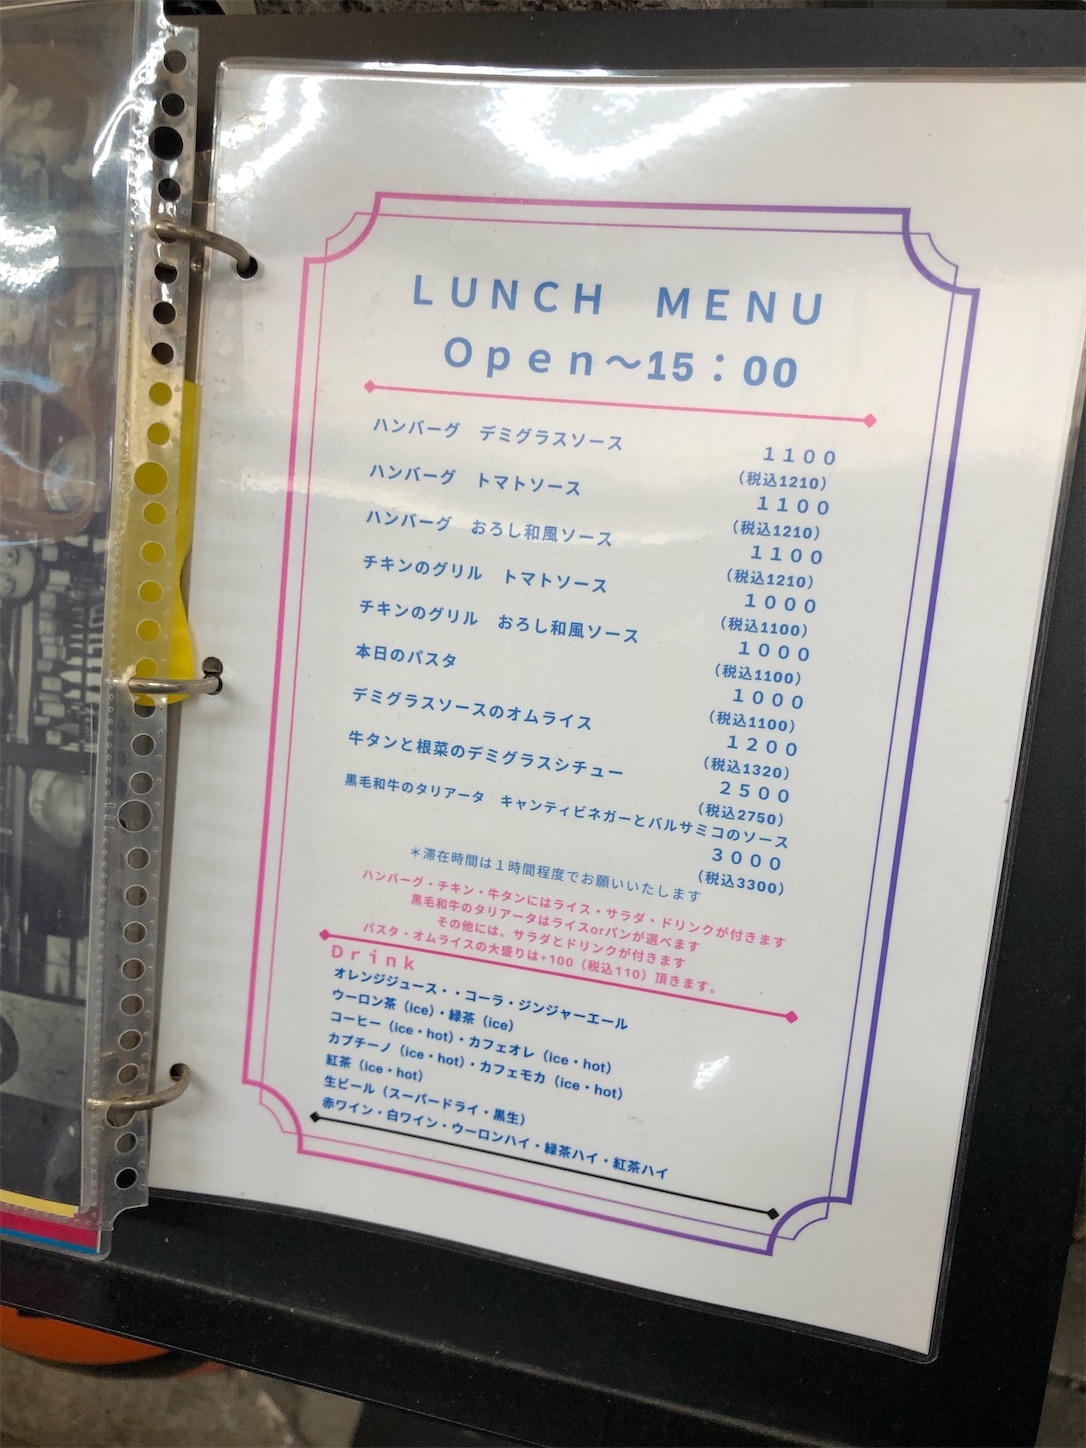 LUNCH MENU
Open～15：00
ハンバーグ　デミグラスソース　1100
（税込1210）
ハンバーグ　トマトソース　1100
（税込1210）
ハンバーグ　おろし和風ソース　1100
（税込1210）
チキンのグリル　トマトソース　1000
（税込1100）
チキンのグリル　おろし和風ソース　1000
（税込1100）
本日のパスタ　1000
（税込1100）
デミグラスソースのオムライス　1200
（税込1320）
牛タンと根菜のデミグラスシチュー　2500
（税込2750）
黒毛和牛のタリアータ　キャンティビネガーとバルサミコのソース
3000
（税込3300）
＊滞在時間は１時間程度でお願いいたします
ハンバーグ・チキン・牛タンにはライス・サラダ・ドリンクが付きます
黒毛和牛のタリアータはライスorパンが選べます
その他には、サラダとドリンクが付きます
パスタ・オムライスの大盛りは+100（税込110）頂きます。
Drink
オレンジジュース・・コーラ・ジンジャーエール
ウーロン茶（ice）・緑茶（ice）
コーヒー（ice・hot）・カフェオレ（ice・hot）
カプチーノ（ice・hot）・カフェモカ（ice・hot）
紅茶（ice・hot）
生ビール（スーパードライ・黒生）
赤ワイン・白ワイン・ウーロンハイ・緑茶ハイ・紅茶ハイ